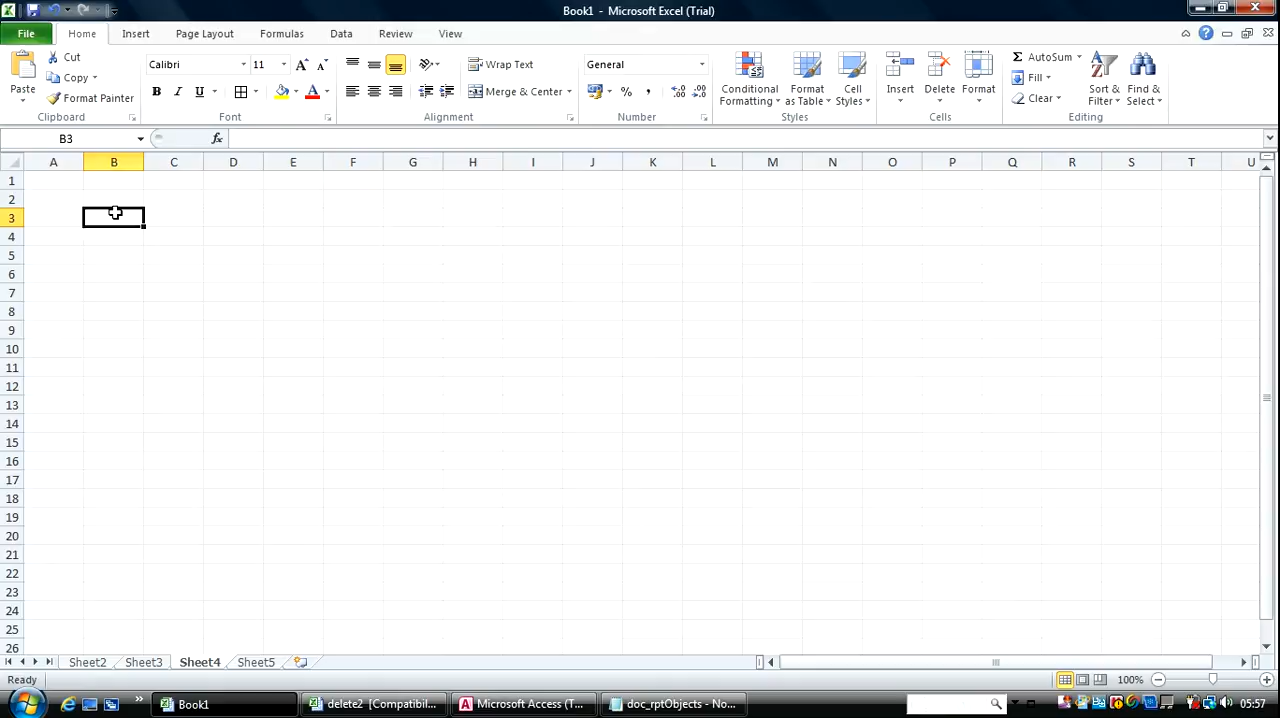 Book1 - Microsoft Excel (Trial)
File Home Insert Page Layout Formulas Data Review View
Paste
Cut
Copy
Format Painter
Clipboard
Calibri 11
B I U
Font
Wrap Text
Merge & Center
Alignment
General
%
Number
Conditional Formatting
Format as Table
Cell Styles
Styles
Insert
Delete
Format
Cells
AutoSum
Fill
Clear
Sort & Filter
Find & Select
Editing
B3 fx
A B C D E F G H I J K L M N O P Q R S T U
1
2
3
4
5
6
7
8
9
10
11
12
13
14
15
16
17
18
19
20
21
22
23
24
25
26
Sheet2 Sheet3 Sheet4 Sheet5
Ready 100%
Book1 delete2 [Compatibil... Microsoft Access (T... doc_rptObjects - No... 05:57